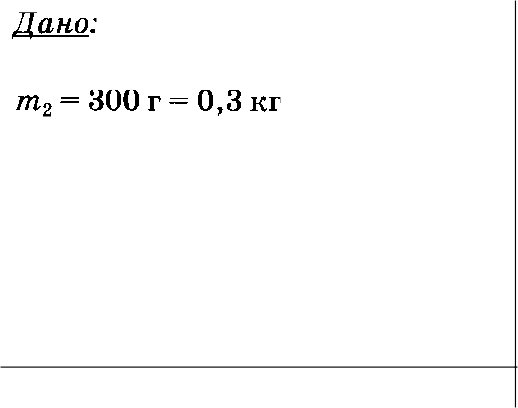 Дано:
m₂ = 300 г = 0,3 кг